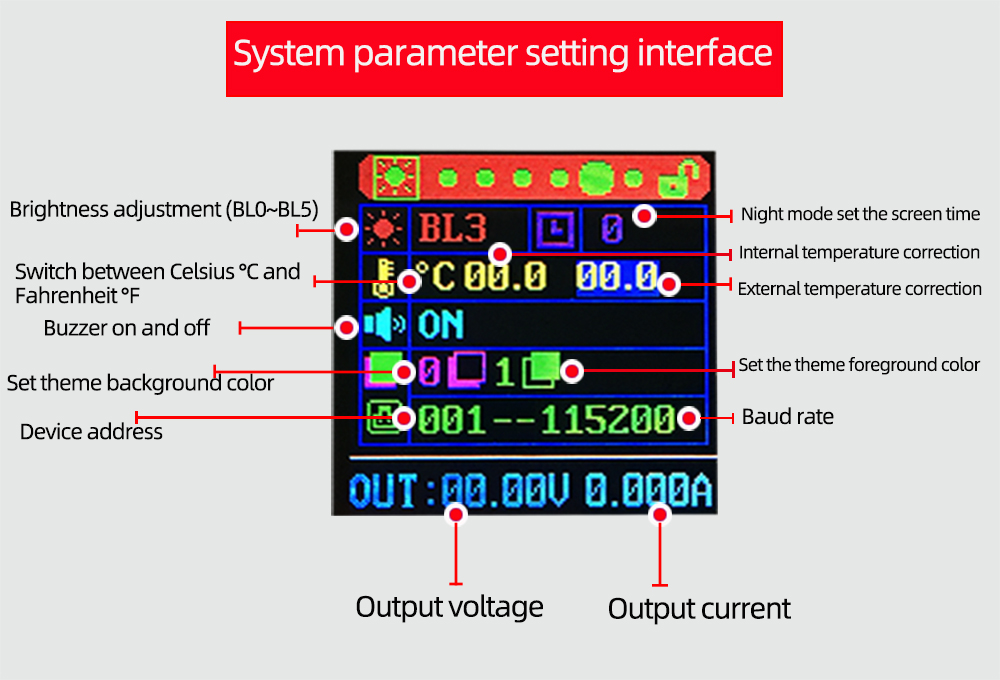 System parameter setting interface
Brightness adjustment (BL0~BL5)
Night mode set the screen time
BL3 0
Internal temperature correction
Switch between Celsius °C and
Fahrenheit °F
°C 00.0 00.0
External temperature correction
Buzzer on and off
ON
Set theme background color
0 1
Set the theme foreground color
Device address
001--115200
Baud rate
OUT:00.00V 0.000A
Output voltage
Output current